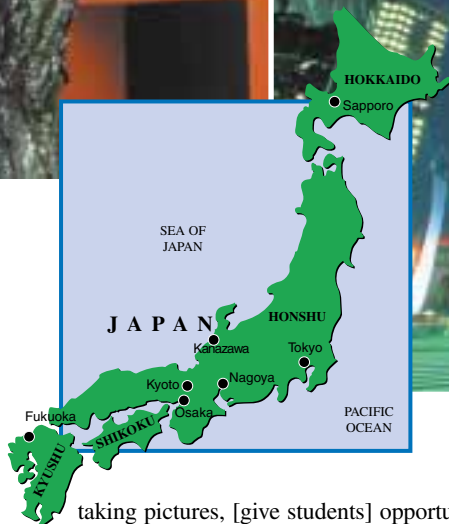 HOKKAIDO
Sapporo
SEA OF
JAPAN
JAPAN
HONSHU
Kanazawa
Tokyo
Kyoto
Nagoya
Osaka
Fukuoka
PACIFIC
OCEAN
SHIKOKU
KYUSHU
taking pictures, [give students] opportu